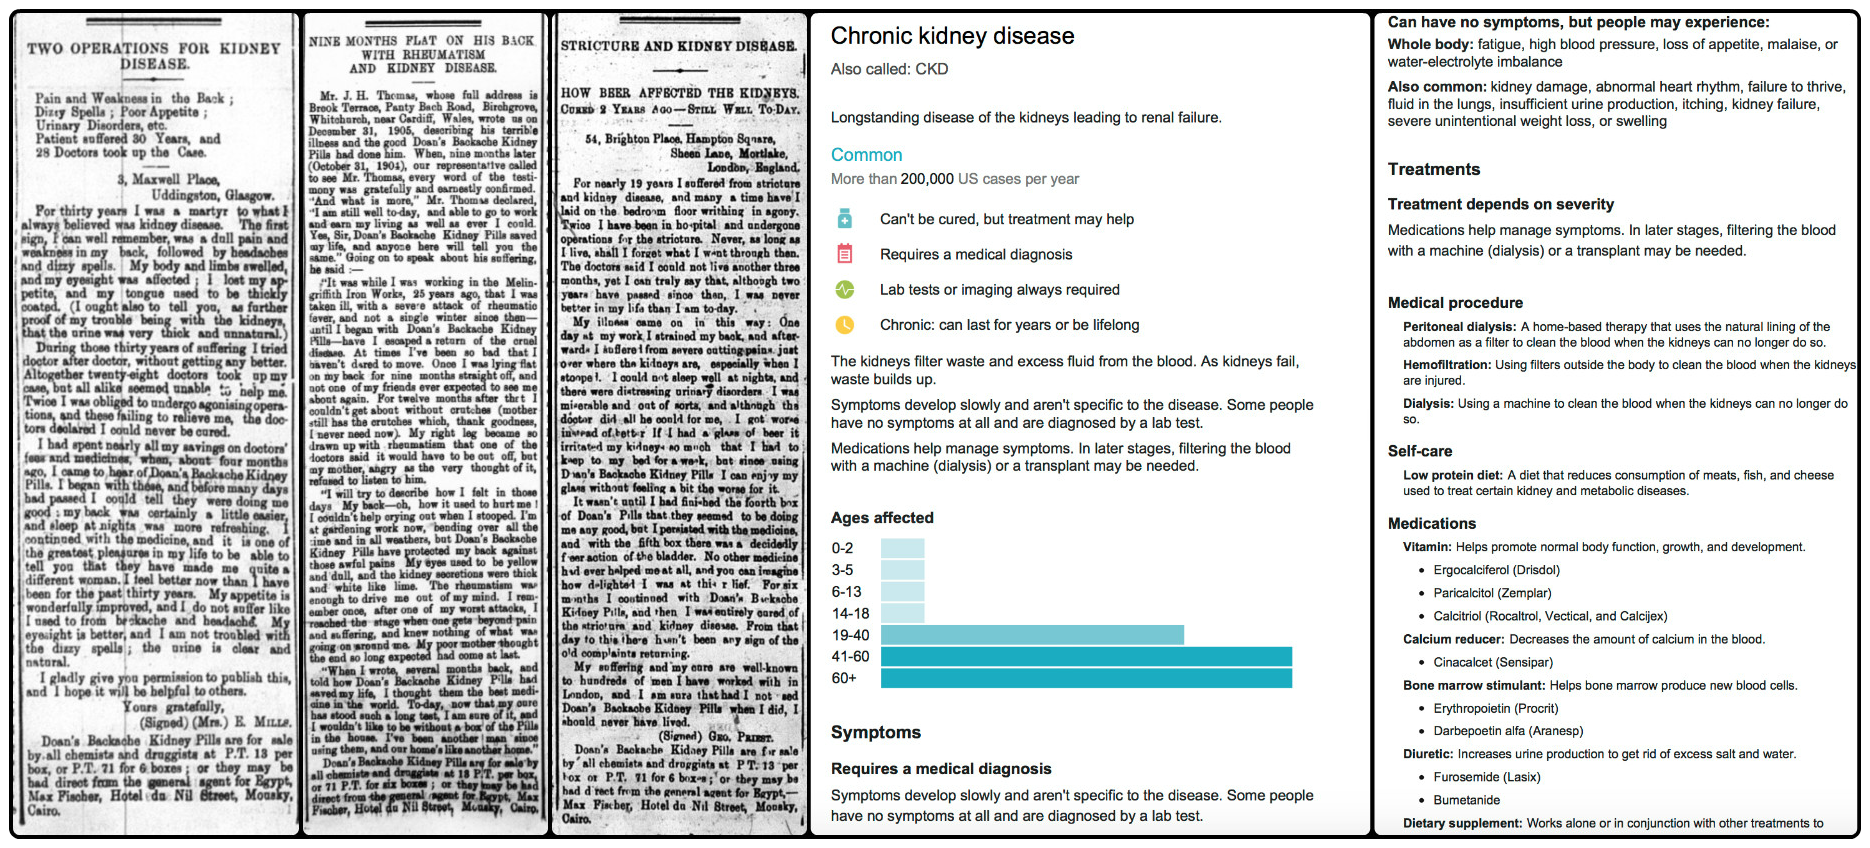 TWO OPERATIONS FOR KIDNEY
DISEASE.
Pain and Weakness in the Back ;
Dizzy Spells ; Poor Appetite ;
Urinary Disorders, etc.
Patient suffered 30 Years, and
28 Doctors took up the Case.
3, Maxwell Place,
Uddingston, Glasgow.
For thirty years I was a martyr to what I
always believed was kidney disease. The first
sign, I can well remember, was a dull pain and
weakness in my back, followed by headaches
and dizzy spells. My body and limbs swelled,
and my eyesight was affected ; I lost my ap-
petite, and my tongue used to be thickly
coated. (I ought also to tell you, as further
proof of my trouble being with the kidneys,
that the urine was very thick and unnatural.)
During those thirty years of suffering I tried
doctor after doctor, without getting any better.
Altogether twenty-eight doctors took up my
case, but all alike seemed unable to help me.
Twice I was obliged to undergo agonising opera-
tions, and these failing to relieve me, the doc-
tors declared I could never be cured.
I had spent nearly all my savings on doctors'
fees and medicines, when, about four months
ago, I came to hear of Doan's Backache Kidney
Pills. I began with these, and before many days
had passed I could tell they were doing me
good ; my back was certainly a little easier,
and sleep at nights was more refreshing. I
continued with the medicine, and it is one of
the greatest pleasures in my life to be able to
tell you that they have made me quite a
different woman. I feel better now than I have
been for the past thirty years. My appetite is
wonderfully improved, and I do not suffer like
I used to from backache and headache. My
eyesight is better, and I am not troubled with
the dizzy spells ; the urine is clear and
natural.
I gladly give you permission to publish this,
and I hope it will be helpful to others.
Yours gratefully,
(Signed) (Mrs.) E. MILLS.
Doan's Backache Kidney Pills are for sale
by all chemists and druggists at P.T. 13 per
box, or P.T. 71 for 6 boxes ; or they may be
had direct from the general agent for Egypt,
Max Fischer, Hotel du Nil Street, Mousky,
Cairo.
NINE MONTHS FLAT ON HIS BACK
WITH RHEUMATISM
AND KIDNEY DISEASE.
Mr. J. H. Thomas, whose full address is
Brook Terrace, Panty Bach Road, Birchgrove,
Whitchurch, near Cardiff, Wales, wrote us on
December 31, 1905, describing his terrible
illness and the good Doan's Backache Kidney
Pills had done him. When, nine months later
(October 31, 1904), our representative called
to see Mr. Thomas, every word of the testi-
mony was gratefully and earnestly confirmed.
"And what is more," Mr. Thomas declared,
"I am still well to-day, and able to go to work
and earn my living as well as ever I could.
Yes, Sir, Doan's Backache Kidney Pills saved
my life, and anyone here will tell you the
same." Going on to speak about his suffering,
he said :—
"It was while I was working in the Melin-
griffith Iron Works, 25 years ago, that I was
taken ill, with a severe attack of rheumatic
fever, and not a single winter since then—
until I began with Doan's Backache Kidney
Pills—have I escaped a return of the cruel
disease. At times I've been so bad that I
haven't dared to move. Once I was lying flat
on my back for nine months straight off, and
not one of my friends ever expected to see me
about again. For twelve months after that I
couldn't get about without crutches (mother
still has the crutches which, thank goodness,
I never need now). My right leg became so
drawn up with rheumatism that one of the
doctors said it would have to be cut off, but
my mother, angry as the very thought of it,
refused to listen to him.
"I will try to describe how I felt in those
days My back—oh, how it used to hurt me !
I couldn't help crying out when I stooped. I'm
at gardening work now, bending over all the
time and in all weathers, but Doan's Backache
Kidney Pills have protected my back against
those awful pains My eyes used to be yellow
and dull, and the kidney secretions were thick
and white like lime. The rheumatism was
enough to drive me out of my mind. I rem-
ember once, after one of my worst attacks, I
reached the stage when one gets beyond pain
and suffering, and knew nothing of what was
going on around me. My poor mother thought
the end so long expected had come at last.
"When I wrote, several months back, and
told how Doan's Backache Kidney Pills had
saved my life, I thought them the best medi-
cine in the world. To-day, now that my cure
has stood such a long test, I am sure of it, and
I wouldn't like to be without a box of the Pills
in the house. I've been another man since
using them, and our home's like another home."
Doan's Backache Kidney Pills are for sale by
all chemists and druggists at 13 P.T. per box,
or 71 P.T. for six boxes ; or they may be had
direct from the general agent for Egypt, Max
Fischer, Hotel du Nil Street, Mousky, Cairo.
STRICTURE AND KIDNEY DISEASE.
HOW BEER AFFECTED THE KIDNEYS.
CURED 2 YEARS AGO—STILL WELL TO-DAY.
54, Brighton Place, Hampton Square,
Sheen Lane, Mortlake,
London, England.
For nearly 19 years I suffered from stricture
and kidney disease, and many a time have I
laid on the bedroom floor writhing in agony.
Twice I have been in hospital and undergone
operations for the stricture. Never, as long as
I live, shall I forget what I went through then.
The doctors said I could not live another three
months, yet I can truly say that, although two
years have passed since then, I was never
better in my life than I am to-day.
My illness came on in this way: One
day at my work I strained my back, and after-
wards I suffered from severe cutting pains just
over where the kidneys are, especially when I
stooped. I could not sleep well at nights, and
there were distressing urinary disorders. I was
miserable and out of sorts, and although the
doctor did all he could for me, I got worse
instead of better If I had a glass of beer it
irritated my kidneys so much that I had to
keep to my bed for a week, but since using
Doan's Backache Kidney Pills I can enjoy my
glass without feeling a bit the worse for it.
It wasn't until I had finished the fourth box
of Doan's Pills that they seemed to be doing
me any good, but I persisted with the medicine,
and with the fifth box there was a decidedly
freer action of the bladder. No other medicine
had ever helped me at all, and you can imagine
how delighted I was at this relief. For six
months I continued with Doan's Backache
Kidney Pills, and then I was entirely cured of
the stricture and kidney disease. From that
day to this there hasn't been any sign of the
old complaints returning.
My suffering and my cure are well-known
to hundreds of men I have worked with in
London, and I am sure that had I not used
Doan's Backache Kidney Pills when I did, I
should never have lived.
(Signed) GEO. PRIEST.
Doan's Backache Kidney Pills are for sale
by all chemists and druggists at P.T. 13 per
box or P.T. 71 for 6 boxes ; or they may be
had direct from the general agent for Egypt,—
Max Fischer, Hotel du Nil Street, Mousky,
Cairo.
Chronic kidney disease
Also called: CKD
Longstanding disease of the kidneys leading to renal failure.
Common
More than 200,000 US cases per year
Can't be cured, but treatment may help
Requires a medical diagnosis
Lab tests or imaging always required
Chronic: can last for years or be lifelong
The kidneys filter waste and excess fluid from the blood. As kidneys fail,
waste builds up.
Symptoms develop slowly and aren't specific to the disease. Some people
have no symptoms at all and are diagnosed by a lab test.
Medications help manage symptoms. In later stages, filtering the blood
with a machine (dialysis) or a transplant may be needed.
Ages affected
0-2
3-5
6-13
14-18
19-40
41-60
60+
Symptoms
Requires a medical diagnosis
Symptoms develop slowly and aren't specific to the disease. Some people
have no symptoms at all and are diagnosed by a lab test.
Can have no symptoms, but people may experience:
Whole body: fatigue, high blood pressure, loss of appetite, malaise, or
water-electrolyte imbalance
Also common: kidney damage, abnormal heart rhythm, failure to thrive,
fluid in the lungs, insufficient urine production, itching, kidney failure,
severe unintentional weight loss, or swelling
Treatments
Treatment depends on severity
Medications help manage symptoms. In later stages, filtering the blood
with a machine (dialysis) or a transplant may be needed.
Medical procedure
Peritoneal dialysis: A home-based therapy that uses the natural lining of the
abdomen as a filter to clean the blood when the kidneys can no longer do so.
Hemofiltration: Using filters outside the body to clean the blood when the kidneys
are injured.
Dialysis: Using a machine to clean the blood when the kidneys can no longer do
so.
Self-care
Low protein diet: A diet that reduces consumption of meats, fish, and cheese
used to treat certain kidney and metabolic diseases.
Medications
Vitamin: Helps promote normal body function, growth, and development.
• Ergocalciferol (Drisdol)
• Paricalcitol (Zemplar)
• Calcitriol (Rocaltrol, Vectical, and Calcijex)
Calcium reducer: Decreases the amount of calcium in the blood.
• Cinacalcet (Sensipar)
Bone marrow stimulant: Helps bone marrow produce new blood cells.
• Erythropoietin (Procrit)
• Darbepoetin alfa (Aranesp)
Diuretic: Increases urine production to get rid of excess salt and water.
• Furosemide (Lasix)
• Bumetanide
Dietary supplement: Works alone or in conjunction with other treatments to